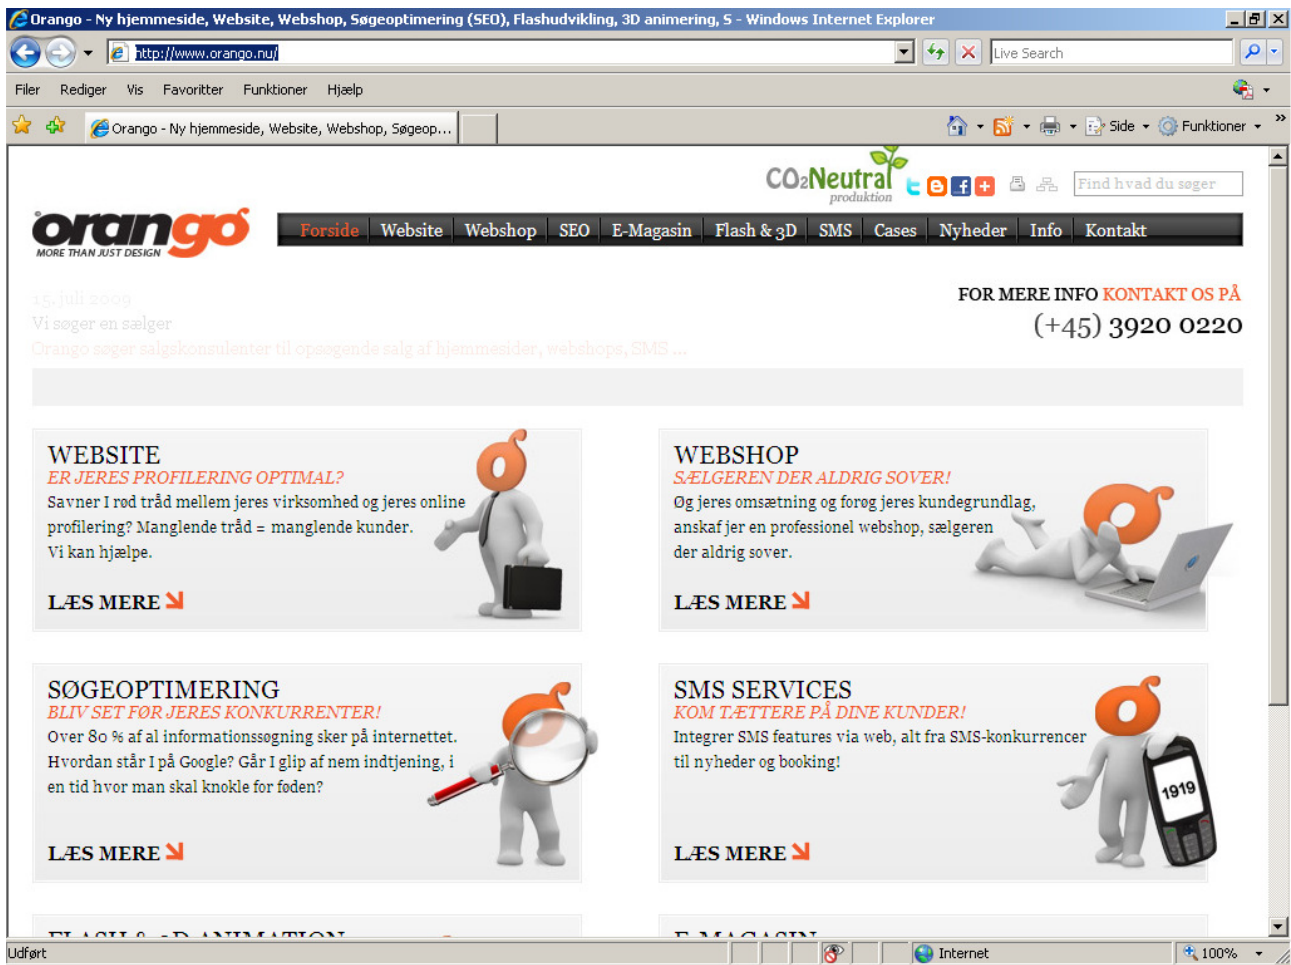 Orango - Ny hjemmeside, Website, Webshop, Søgeoptimering (SEO), Flashudvikling, 3D animering, S - Windows Internet Explorer
http://www.orango.nu/
Live Search
Filer Rediger Vis Favoritter Funktioner Hjælp
Orango - Ny hjemmeside, Website, Webshop, Søgeop...
Side Funktioner
CO2Neutral
produktion
Find hvad du søger
orango
MORE THAN JUST DESIGN
Forside Website Webshop SEO E-Magasin Flash & 3D SMS Cases Nyheder Info Kontakt
15. juli 2009
Vi søger en sælger
Orango søger salgskonsulenter til opsøgende salg af hjemmesider, webshops, SMS ...
FOR MERE INFO KONTAKT OS PÅ
(+45) 3920 0220
WEBSITE
ER JERES PROFILERING OPTIMAL?
Savner I rød tråd mellem jeres virksomhed og jeres online
profilering? Manglende tråd = manglende kunder.
Vi kan hjælpe.
LÆS MERE
WEBSHOP
SÆLGEREN DER ALDRIG SOVER!
Øg jeres omsætning og forøg jeres kundegrundlag,
anskaf jer en professionel webshop, sælgeren
der aldrig sover.
LÆS MERE
SØGEOPTIMERING
BLIV SET FØR JERES KONKURRENTER!
Over 80 % af al informationssøgning sker på internettet.
Hvordan står I på Google? Går I glip af nem indtjening, i
en tid hvor man skal knokle for føden?
LÆS MERE
SMS SERVICES
KOM TÆTTERE PÅ DINE KUNDER!
Integrer SMS features via web, alt fra SMS-konkurrencer
til nyheder og booking!
1919
LÆS MERE
FLASH & 3D ANIMATION
E-MAGASIN
Udført
Internet
100%